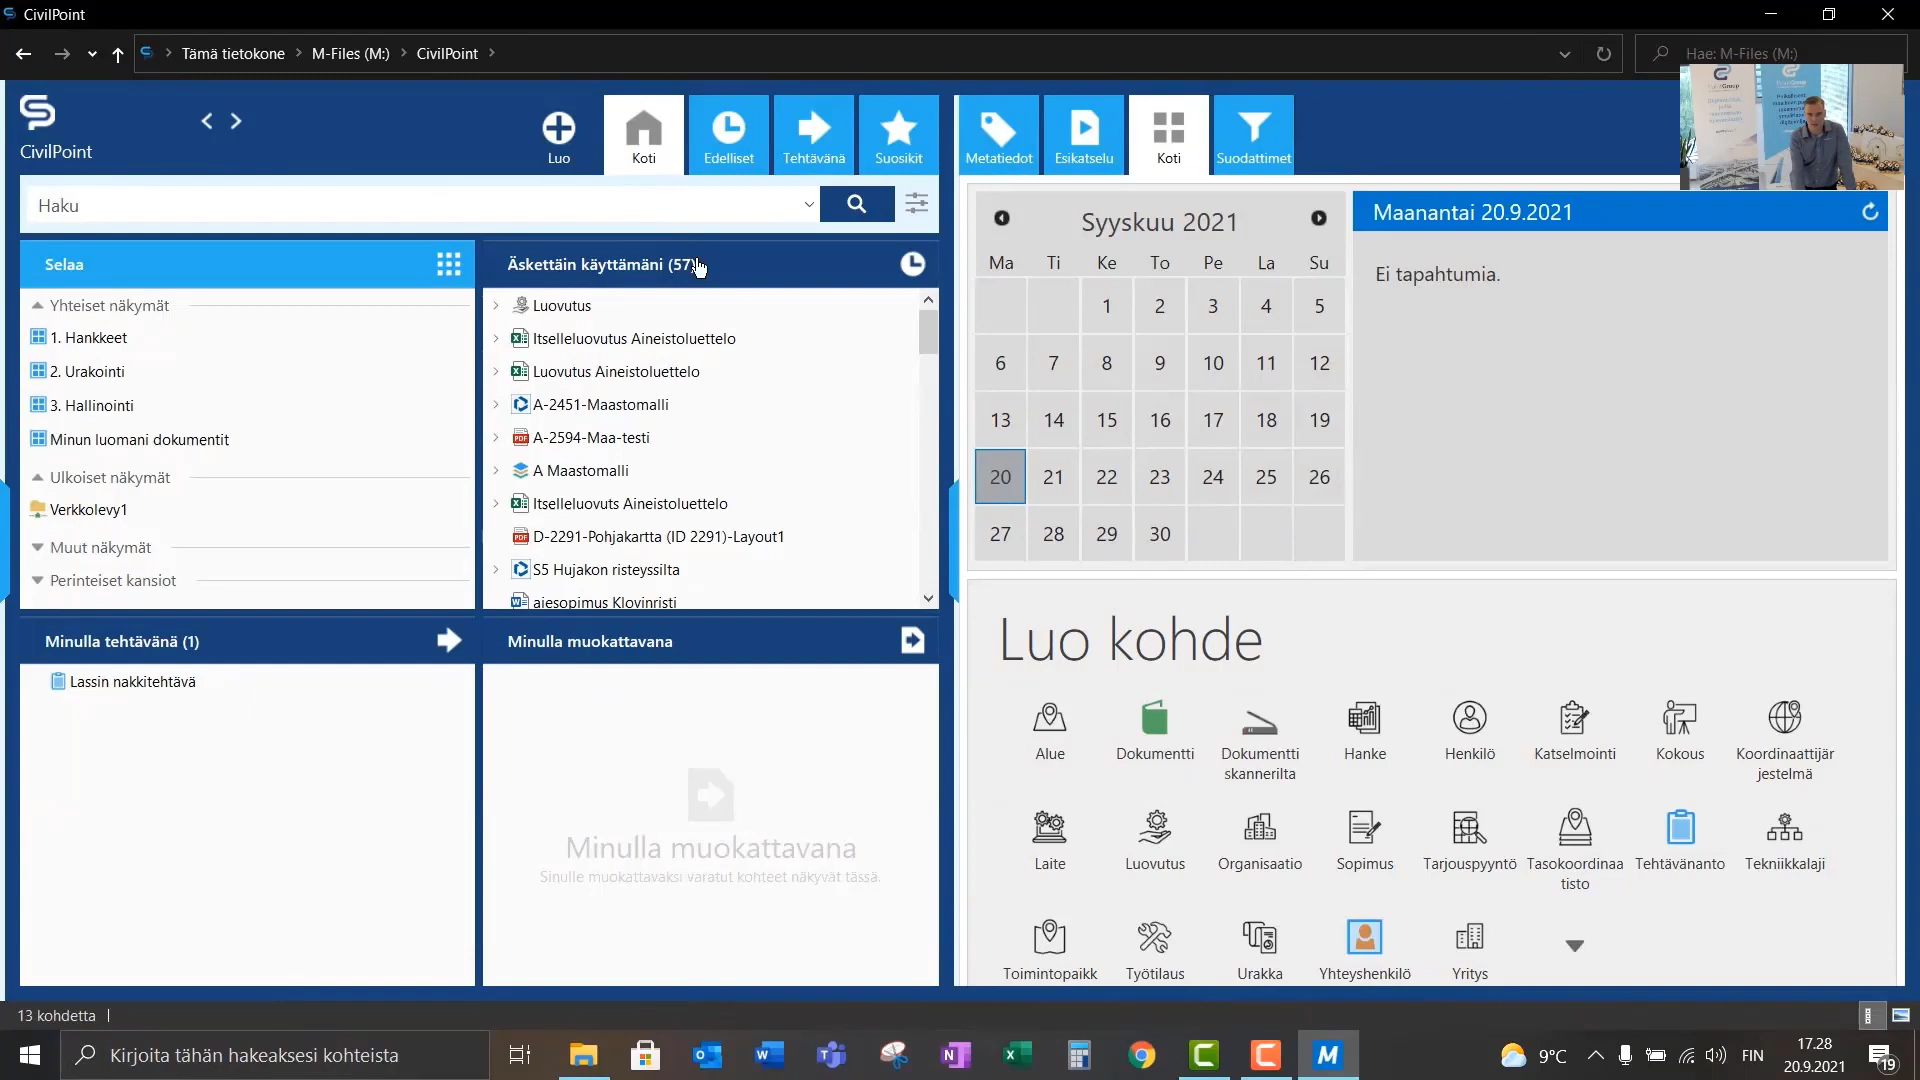 CivilPoint
Tämä tietokone
M-Files (M:)
CivilPoint
Hae: M-Files (M:)
CivilPoint
Luo
Koti
Edelliset
Tehtävänä
Suosikit
Metatiedot
Esikatselu
Koti
Suodattimet
Haku
Selaa
Yhteiset näkymät
1. Hankkeet
2. Urakointi
3. Hallinointi
Minun luomani dokumentit
Ulkoiset näkymät
Verkkolevy1
Muut näkymät
Perinteiset kansiot
Äskettäin käyttämäni (57)
Luovutus
Itselleluovutus Aineistoluettelo
Luovutus Aineistoluettelo
A-2451-Maastomalli
A-2594-Maa-testi
A Maastomalli
Itselleluovuts Aineistoluettelo
D-2291-Pohjakartta (ID 2291)-Layout1
S5 Hujakon risteyssilta
aiesopimus Klovinristi
Minulla tehtävänä (1)
Lassin nakkitehtävä
Minulla muokattavana
Minulla muokattavana
Sinulle muokattavaksi varatut kohteet näkyvät tässä.
Syyskuu 2021
Ma Ti Ke To Pe La Su
1 2 3 4 5
6 7 8 9 10 11 12
13 14 15 16 17 18 19
20 21 22 23 24 25 26
27 28 29 30
Maanantai 20.9.2021
Ei tapahtumia.
Luo kohde
Alue
Dokumentti
Dokumentti
skannerilta
Hanke
Henkilö
Katselmointi
Kokous
Koordinaattijär
jestelmä
Laite
Luovutus
Organisaatio
Sopimus
Tarjouspyyntö
Tasokoordinaa
tisto
Tehtävänanto
Tekniikkalaji
Toimintopaikk
Työtilaus
Urakka
Yhteyshenkilö
Yritys
13 kohdetta
Kirjoita tähän hakeaksesi kohteista
9°C
FIN
17.28
20.9.2021
19